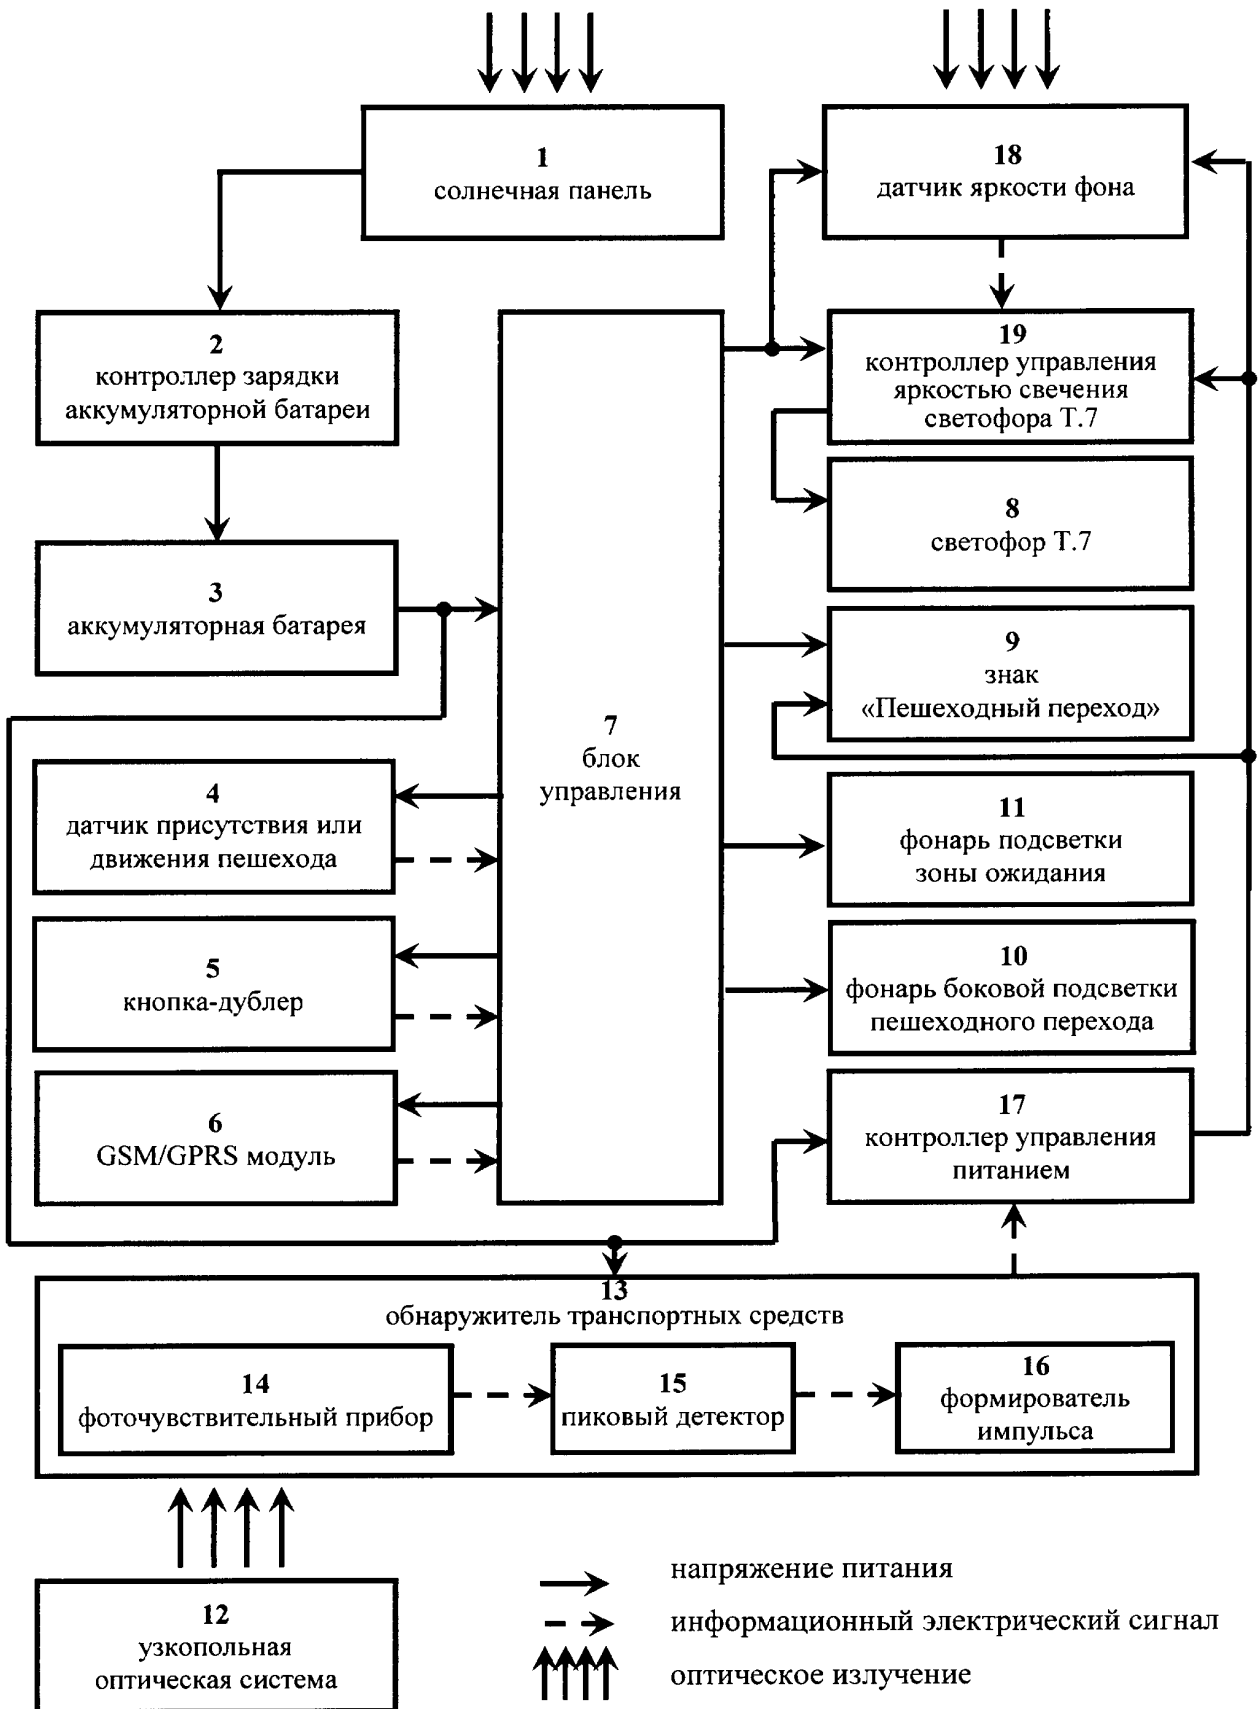 1
солнечная панель
18
датчик яркости фона
2
контроллер зарядки
аккумуляторной батареи
19
контроллер управления
яркостью свечения
светофора Т.7
8
светофор Т.7
3
аккумуляторная батарея
9
знак
«Пешеходный переход»
7
блок
управления
4
датчик присутствия или
движения пешехода
11
фонарь подсветки
зоны ожидания
5
кнопка-дублер
10
фонарь боковой подсветки
пешеходного перехода
6
GSM/GPRS модуль
17
контроллер управления
питанием
13
обнаружитель транспортных средств
14
фоточувствительный прибор
15
пиковый детектор
16
формирователь
импульса
12
узкопольная
оптическая система
напряжение питания
информационный электрический сигнал
оптическое излучение